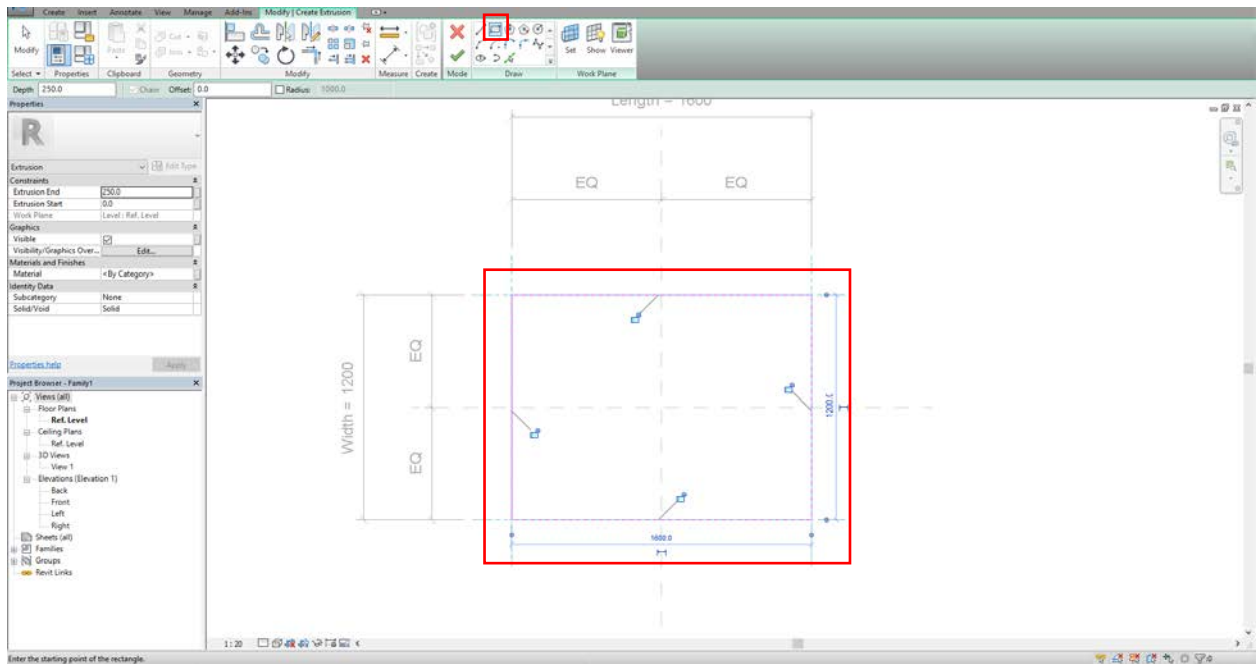 Create Insert Annotate View Manage Add-Ins Modify | Create Extrusion
Modify
Paste
Cut
Join
Set Show Viewer
Select Properties Clipboard Geometry Modify Measure Create Mode Draw Work Plane
Depth 250.0 Chain Offset: 0.0 Radius: 1000.0
Properties
R
Extrusion Edit Type
Constraints
Extrusion End 250.0
Extrusion Start 0.0
Work Plane Level : Ref. Level
Graphics
Visible
Visibility/Graphics Over... Edit...
Materials and Finishes
Material <By Category>
Identity Data
Subcategory None
Solid/Void Solid
Properties help Apply
Project Browser - Family1
Views (all)
Floor Plans
Ref. Level
Ceiling Plans
Ref. Level
3D Views
View 1
Elevations (Elevation 1)
Back
Front
Left
Right
Sheets (all)
Families
Groups
Revit Links
Length = 1600
EQ EQ
Width = 1200
EQ
EQ
1200.0
1600.0
1 : 20
Enter the starting point of the rectangle.
0